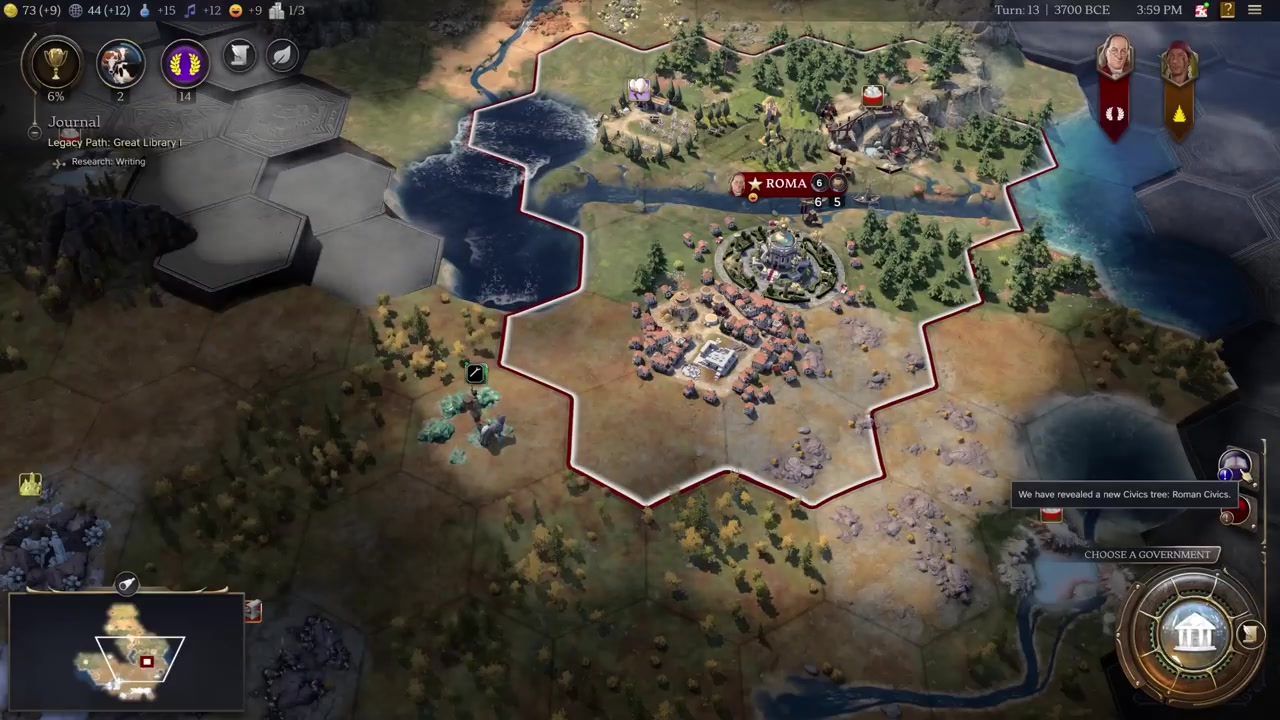 73 (+9) 44 (+12) +15 +12 +9 1/3
Turn: 13 | 3700 BCE 3:59 PM ?
6% 2 14
Journal
Legacy Path: Great Library I
Research: Writing
ROMA 6
6 5
We have revealed a new Civics tree: Roman Civics.
CHOOSE A GOVERNMENT